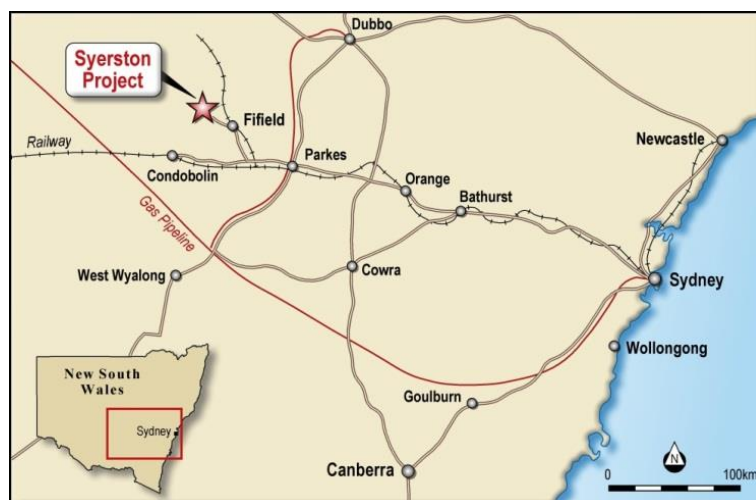 Dubbo
Syerston
Project
Fifield
Newcastle
Railway
Parkes
Condobolin
Orange
Bathurst
Gas Pipeline
West Wyalong
Cowra
Sydney
New South
Wales
Wollongong
Sydney
Goulburn
N
Canberra
0
100km